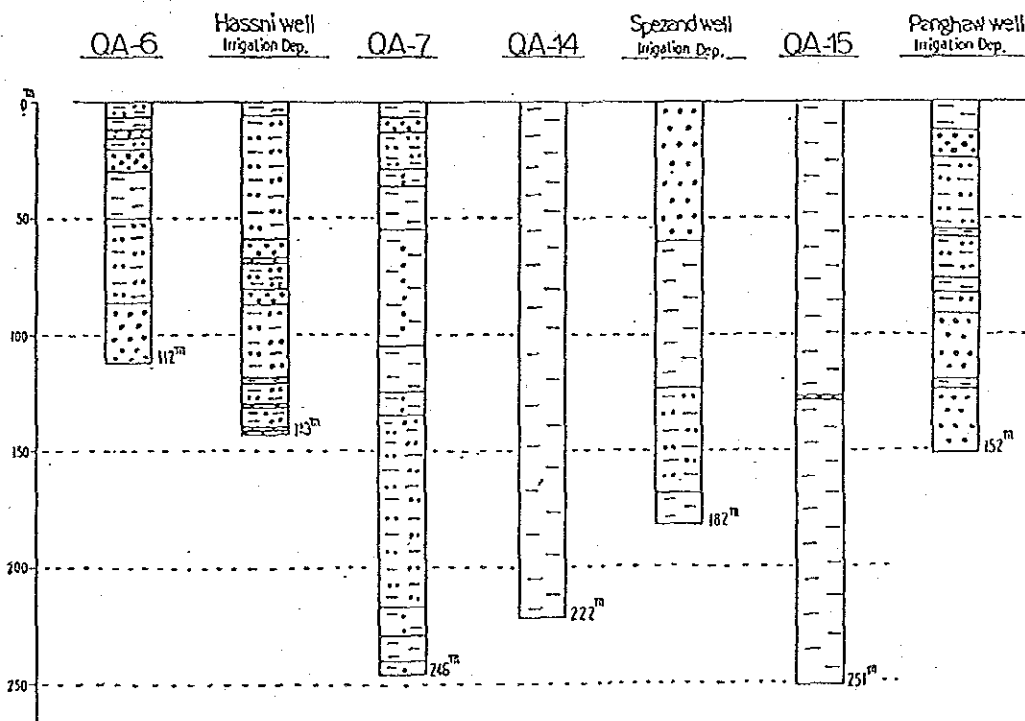 QA-6
Hassni well
Irrigation Dep.
QA-7
QA-14
Spezand well
Irrigation Dep.
QA-15
Panghawl well
Irrigation Dep.
m
0
50
100
150
200
250
112m
143m
246m
222m
182m
251m
152m